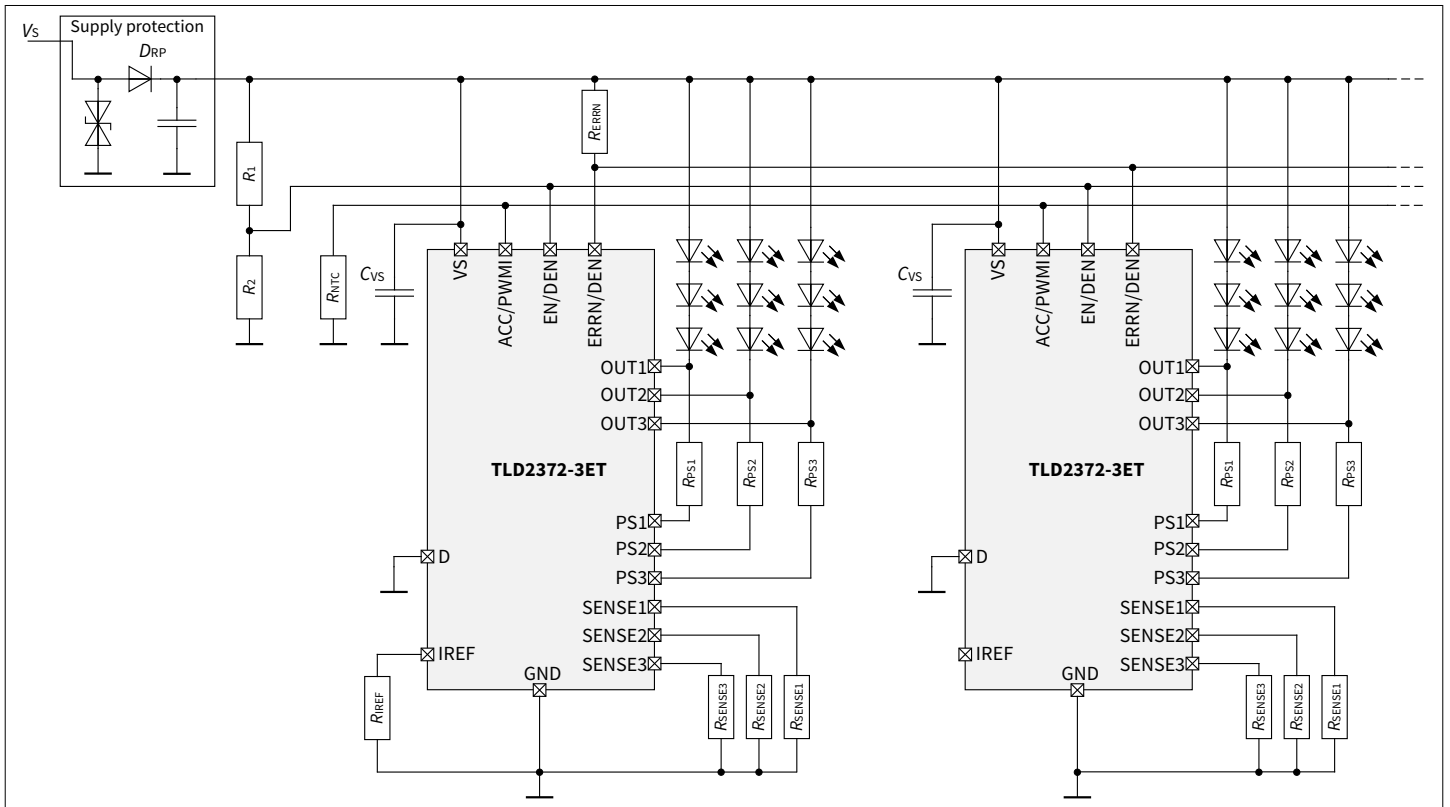 Supply protection
VS
DRP
RERRN
R1
R2
RNTC
CVS
VS
ACC/PWMI
EN/DEN
ERRN/DEN
OUT1
OUT2
OUT3
TLD2372-3ET
RPS1
RPS2
RPS3
PS1
PS2
PS3
D
SENSE1
SENSE2
SENSE3
IREF
GND
RIREF
RSENSE3
RSENSE2
RSENSE1
CVS
VS
ACC/PWMI
EN/DEN
ERRN/DEN
OUT1
OUT2
OUT3
TLD2372-3ET
RPS1
RPS2
RPS3
PS1
PS2
PS3
D
SENSE1
SENSE2
SENSE3
IREF
GND
RSENSE3
RSENSE2
RSENSE1